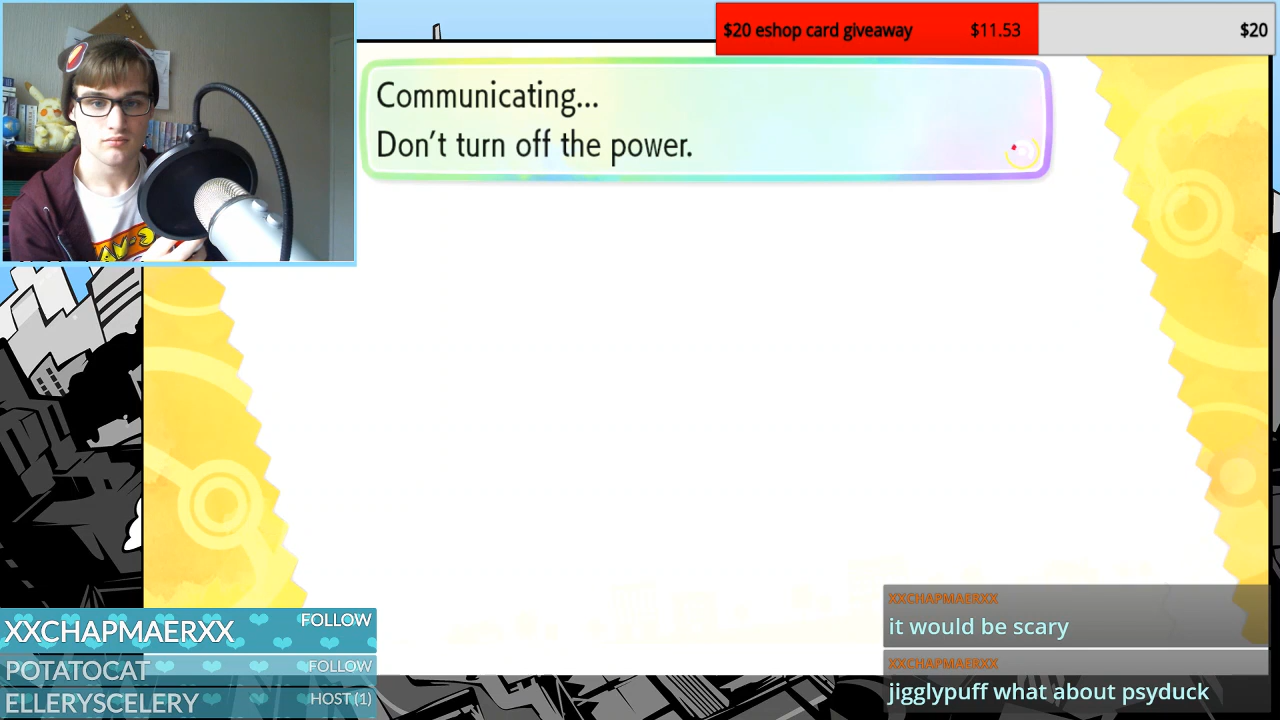 $20 eshop card giveaway $11.53 $20
Communicating...
Don't turn off the power.
XXCHAPMAERXX FOLLOW
POTATOCAT FOLLOW
ELLERYSCELERY HOST (1)
XXCHAPMAERXX
it would be scary
XXCHAPMAERXX
jigglypuff what about psyduck